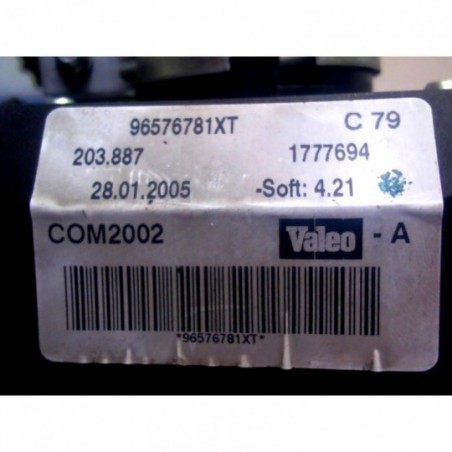 96576781XT C 79
203.887 1777694
28.01.2005 -Soft: 4.21
COM2002 Valeo - A
*96576781XT*